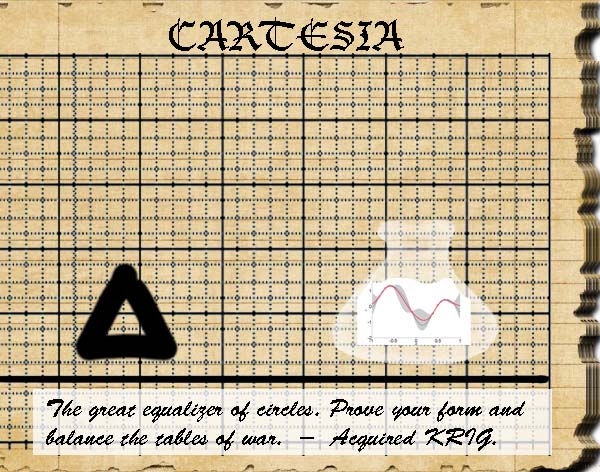 CARTESIA
The great equalizer of circles. Prove your form and
balance the tables of war. — Acquired KRIG.